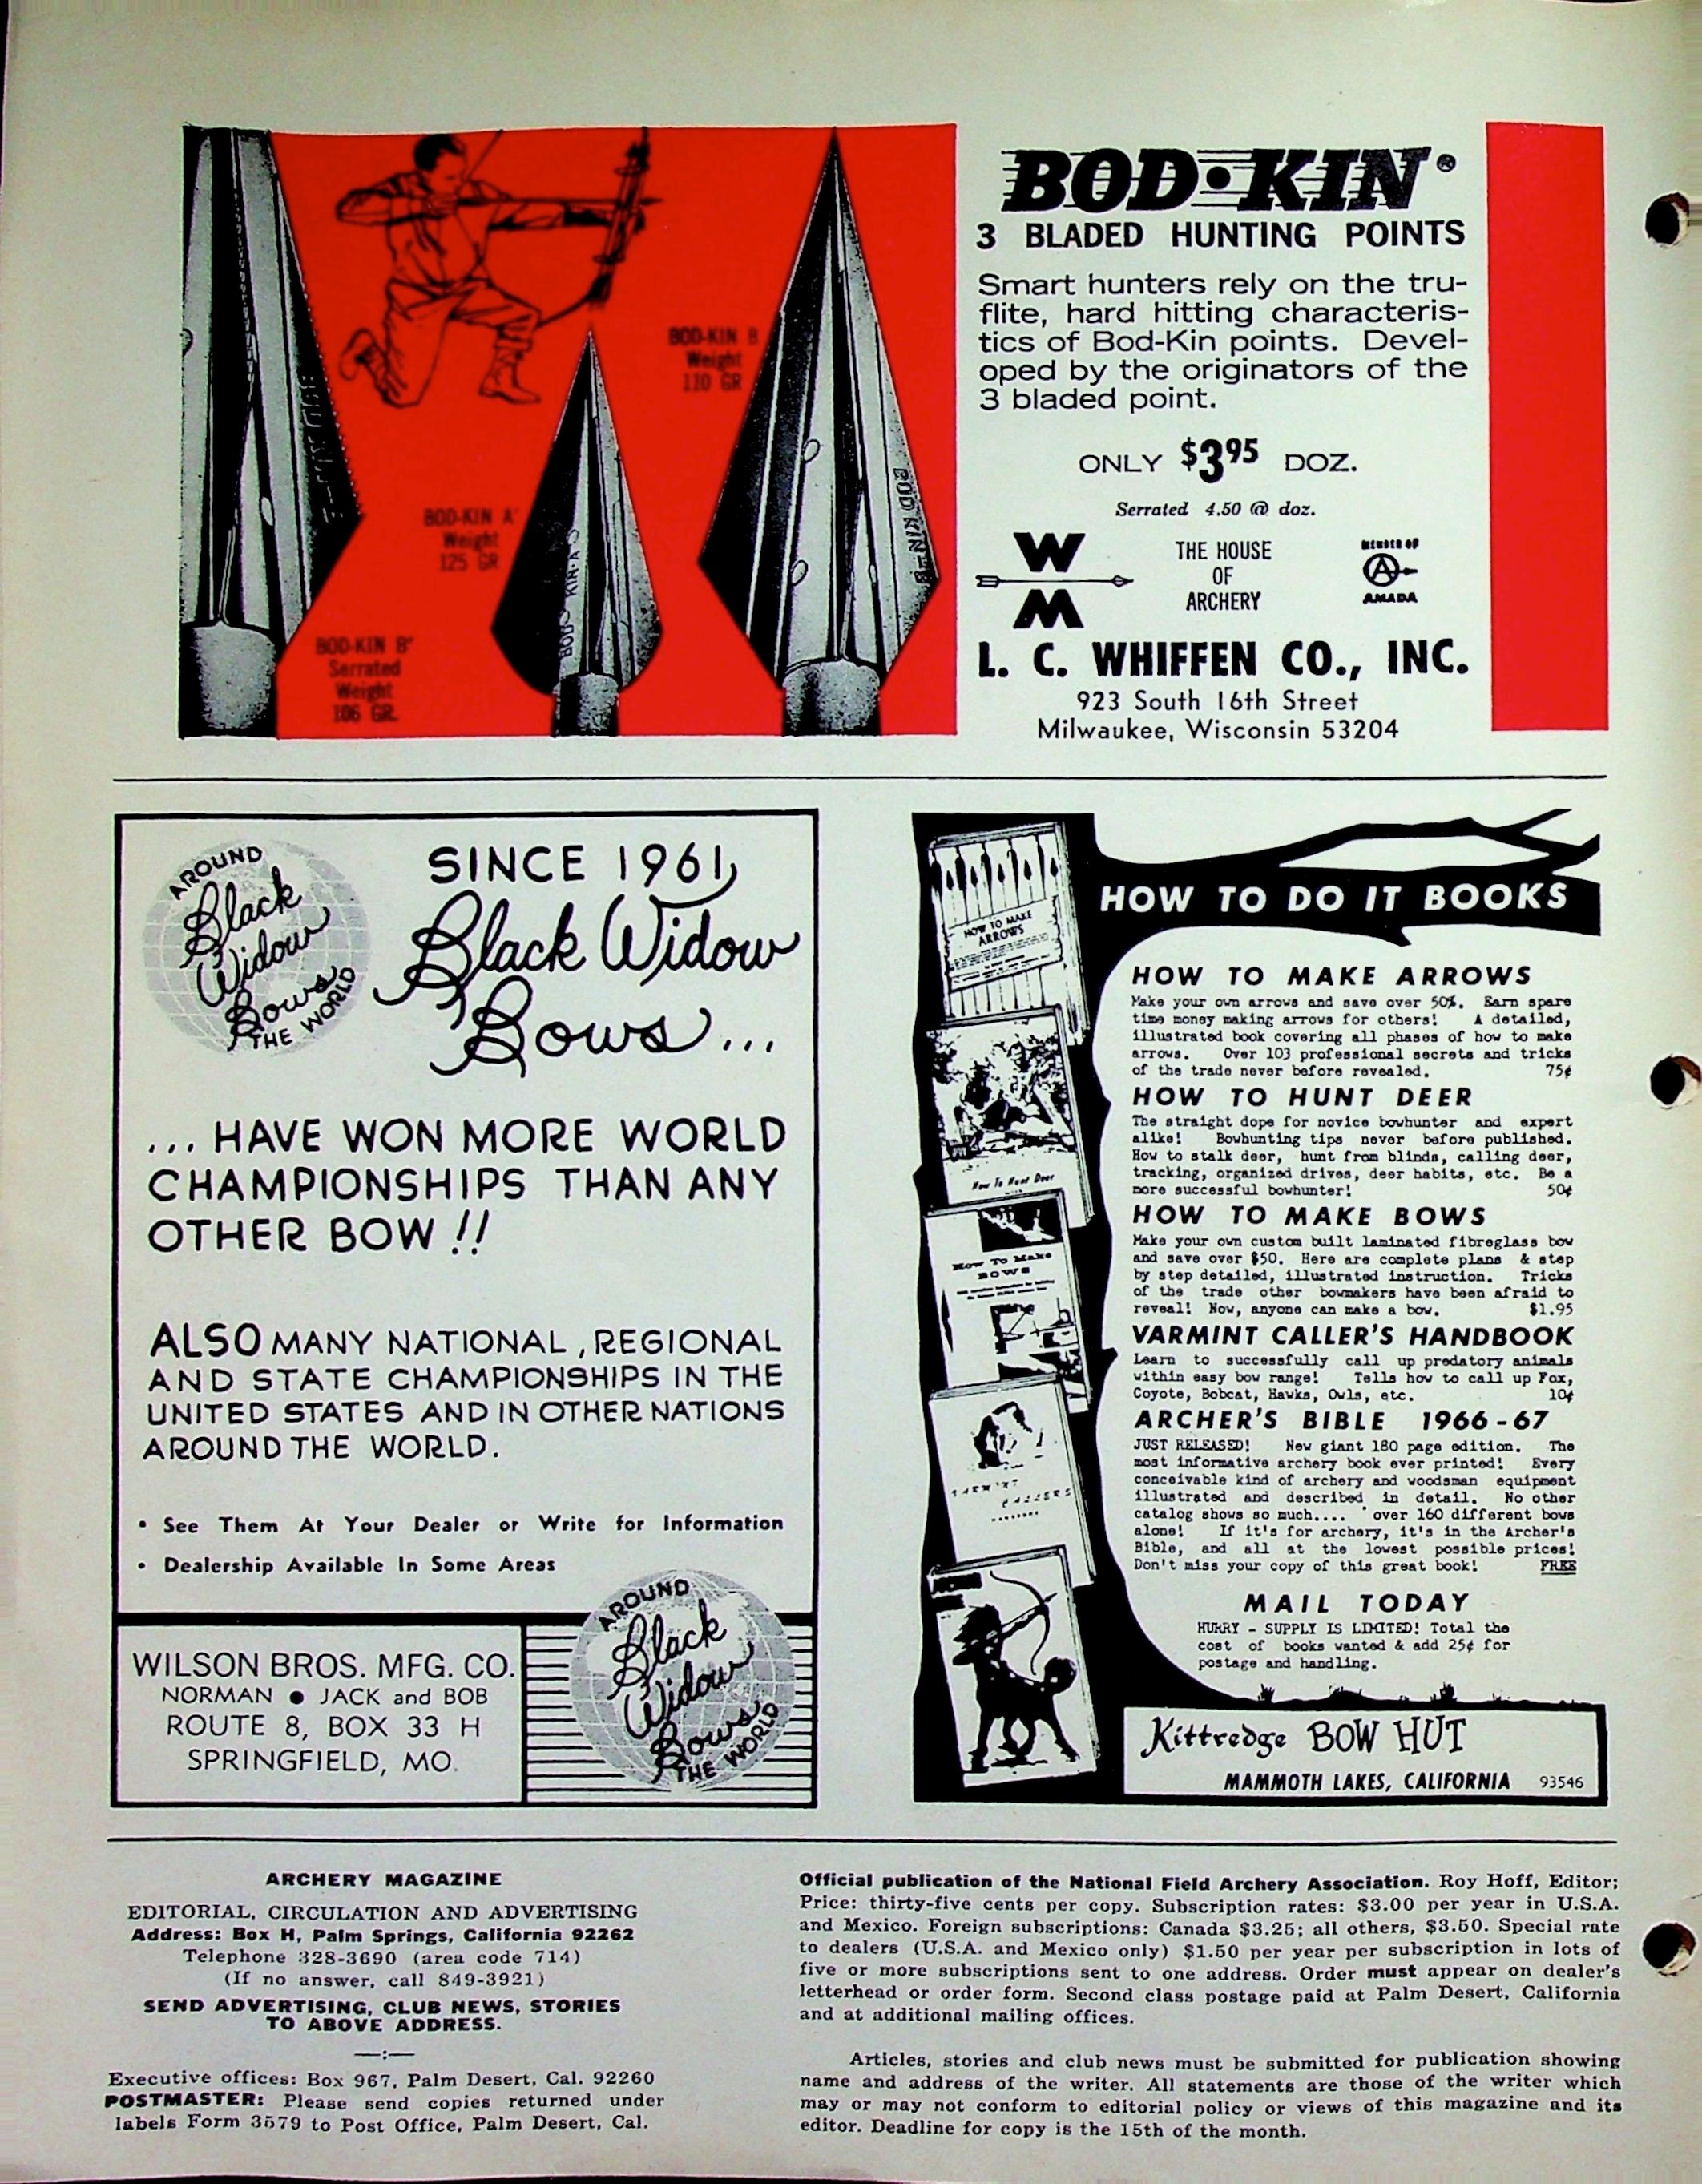 BOD•KIN®
3 BLADED HUNTING POINTS
Smart hunters rely on the tru-
flite, hard hitting characteris-
tics of Bod-Kin points. Devel-
oped by the originators of the
3 bladed point.
ONLY $3.95 DOZ.
Serrated 4.50 @ doz.
W
M
THE HOUSE
OF
ARCHERY
MEMBER OF
A
AMADA
L. C. WHIFFEN CO., INC.
923 South 16th Street
Milwaukee, Wisconsin 53204
BOD-KIN B
Weight
110 GR
BOD KIN-B
BOD-KIN A'
Weight
125 GR
BOD KIN-A
BOD-KIN B'
Serrated
Weight
106 GR.
AROUND
Black
Widow
Bows
THE WORLD
SINCE 1961,
Black Widow
Bows...
...HAVE WON MORE WORLD
CHAMPIONSHIPS THAN ANY
OTHER BOW!!
ALSO MANY NATIONAL, REGIONAL
AND STATE CHAMPIONSHIPS IN THE
UNITED STATES AND IN OTHER NATIONS
AROUND THE WORLD.
• See Them At Your Dealer or Write for Information
• Dealership Available In Some Areas
WILSON BROS. MFG. CO.
NORMAN • JACK and BOB
ROUTE 8, BOX 33 H
SPRINGFIELD, MO.
AROUND
Black
Widow
Bows
THE WORLD
HOW TO DO IT BOOKS
HOW TO MAKE
ARROWS
How To Hunt Deer
How To Make
BOWS
VARMINT
CALLERS
HOW TO MAKE ARROWS
Make your own arrows and save over 50%. Earn spare
time money making arrows for others! A detailed,
illustrated book covering all phases of how to make
arrows. Over 103 professional secrets and tricks
of the trade never before revealed. 75¢
HOW TO HUNT DEER
The straight dope for novice bowhunter and expert
alike! Bowhunting tips never before published.
How to stalk deer, hunt from blinds, calling deer,
tracking, organized drives, deer habits, etc. Be a
more successful bowhunter! 50¢
HOW TO MAKE BOWS
Make your own custom built laminated fibreglass bow
and save over $50. Here are complete plans & step
by step detailed, illustrated instruction. Tricks
of the trade other bowmakers have been afraid to
reveal! Now, anyone can make a bow. $1.95
VARMINT CALLER'S HANDBOOK
Learn to successfully call up predatory animals
within easy bow range! Tells how to call up Fox,
Coyote, Bobcat, Hawks, Owls, etc. 10¢
ARCHER'S BIBLE 1966-67
JUST RELEASED! New giant 180 page edition. The
most informative archery book ever printed! Every
conceivable kind of archery and woodsman equipment
illustrated and described in detail. No other
catalog shows so much.... over 160 different bows
alone! If it's for archery, it's in the Archer's
Bible, and all at the lowest possible prices!
Don't miss your copy of this great book! FREE
MAIL TODAY
HURRY - SUPPLY IS LIMITED! Total the
cost of books wanted & add 25¢ for
postage and handling.
Kittredge BOW HUT
MAMMOTH LAKES, CALIFORNIA 93546
ARCHERY MAGAZINE
EDITORIAL, CIRCULATION AND ADVERTISING
Address: Box H, Palm Springs, California 92262
Telephone 328-3690 (area code 714)
(If no answer, call 849-3921)
SEND ADVERTISING, CLUB NEWS, STORIES
TO ABOVE ADDRESS.
—:—
Executive offices: Box 967, Palm Desert, Cal. 92260
POSTMASTER: Please send copies returned under
labels Form 3579 to Post Office, Palm Desert, Cal.
Official publication of the National Field Archery Association. Roy Hoff, Editor;
Price: thirty-five cents per copy. Subscription rates: $3.00 per year in U.S.A.
and Mexico. Foreign subscriptions: Canada $3.25; all others, $3.50. Special rate
to dealers (U.S.A. and Mexico only) $1.50 per year per subscription in lots of
five or more subscriptions sent to one address. Order must appear on dealer's
letterhead or order form. Second class postage paid at Palm Desert, California
and at additional mailing offices.
Articles, stories and club news must be submitted for publication showing
name and address of the writer. All statements are those of the writer which
may or may not conform to editorial policy or views of this magazine and its
editor. Deadline for copy is the 15th of the month.